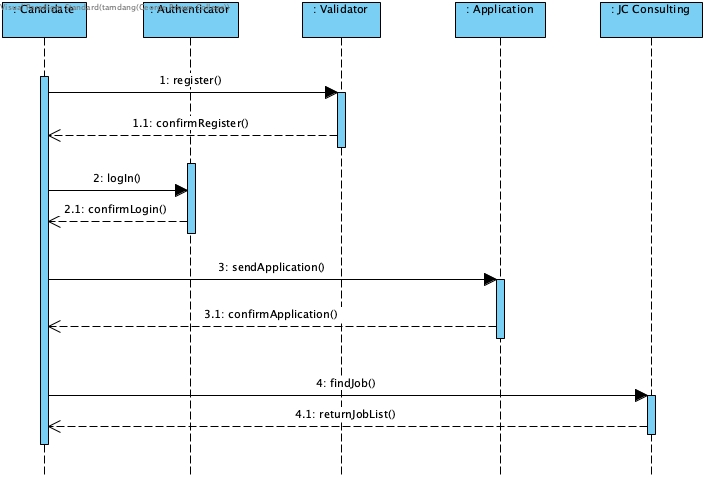 : Candidate
: Authentication
: Validator
: Application
: JC Consulting
1: register()
1.1: confirmRegister()
2: logIn()
2.1: confirmLogin()
3: sendApplication()
3.1: confirmApplication()
4: findJob()
4.1: returnJobList()